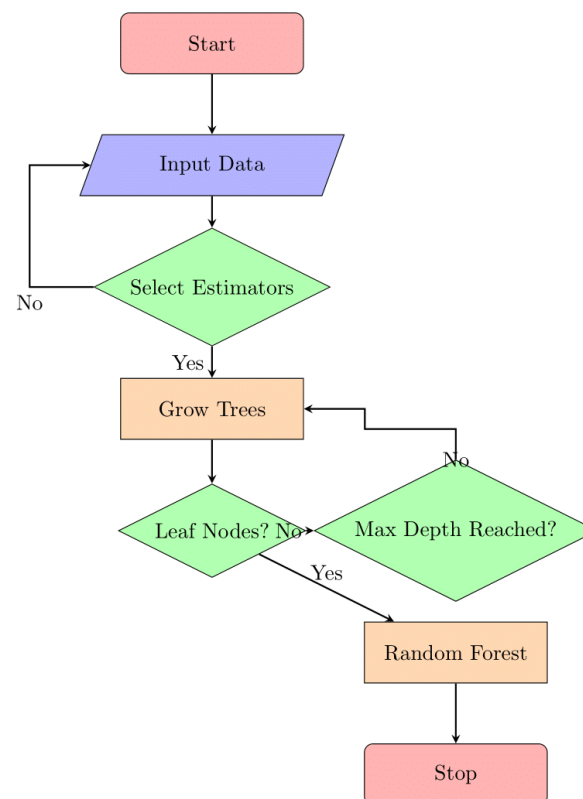 Start
Input Data
Select Estimators
No
Yes
Grow Trees
No
Leaf Nodes?
No
Max Depth Reached?
Yes
Random Forest
Stop